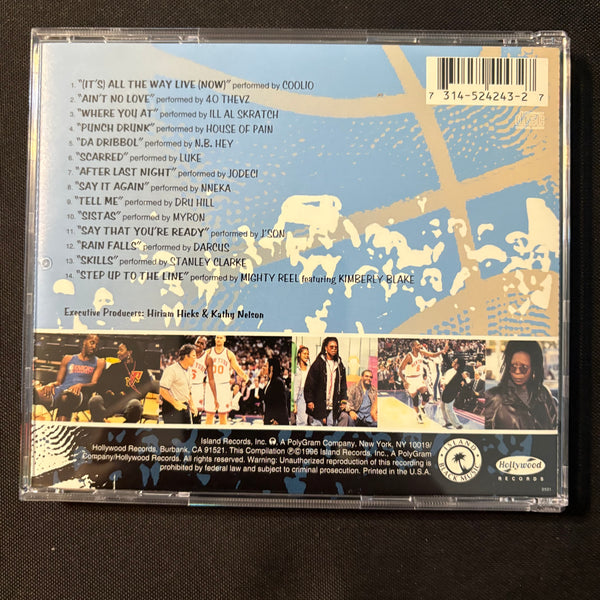 1. "(IT'S) ALL THE WAY LIVE (NOW)" performed by COOLIO
2. "AIN'T NO LOVE" performed by 40 THEVZ
3. "WHERE YOU AT" performed by ILL AL SKRATCH
4. "PUNCH DRUNK" performed by HOUSE OF PAIN
5. "DA DRIBBOL" performed by N.B. HEY
6. "SCARRED" performed by LUKE
7. "AFTER LAST NIGHT" performed by JODECI
8. "SAY IT AGAIN" performed by NNEKA
9. "TELL ME" performed by DRU HILL
10. "SISTAS" performed by MYRON
11. "SAY THAT YOU'RE READY" performed by J'SON
12. "RAIN FALLS" performed by DARCUS
13. "SKILLS" performed by STANLEY CLARKE
14. "STEP UP TO THE LINE" performed by MIGHTY REEL featuring KIMBERLY BLAKE
7 314-524243-2 7
Executive Producers: Hiriam Hicks & Kathy Nelson
Island Records, Inc. A PolyGram Company. New York, NY 10019/
Hollywood Records. Burbank, CA 91521. This Compilation ℗©1996 Island Records, Inc., A PolyGram
Company/Hollywood Records. All rights reserved. Warning: Unauthorized reproduction of this recording is
prohibited by federal law and subject to criminal prosecution. Printed in the U.S.A.
ISLAND
BLACK MUSIC
Hollywood
RECORDS